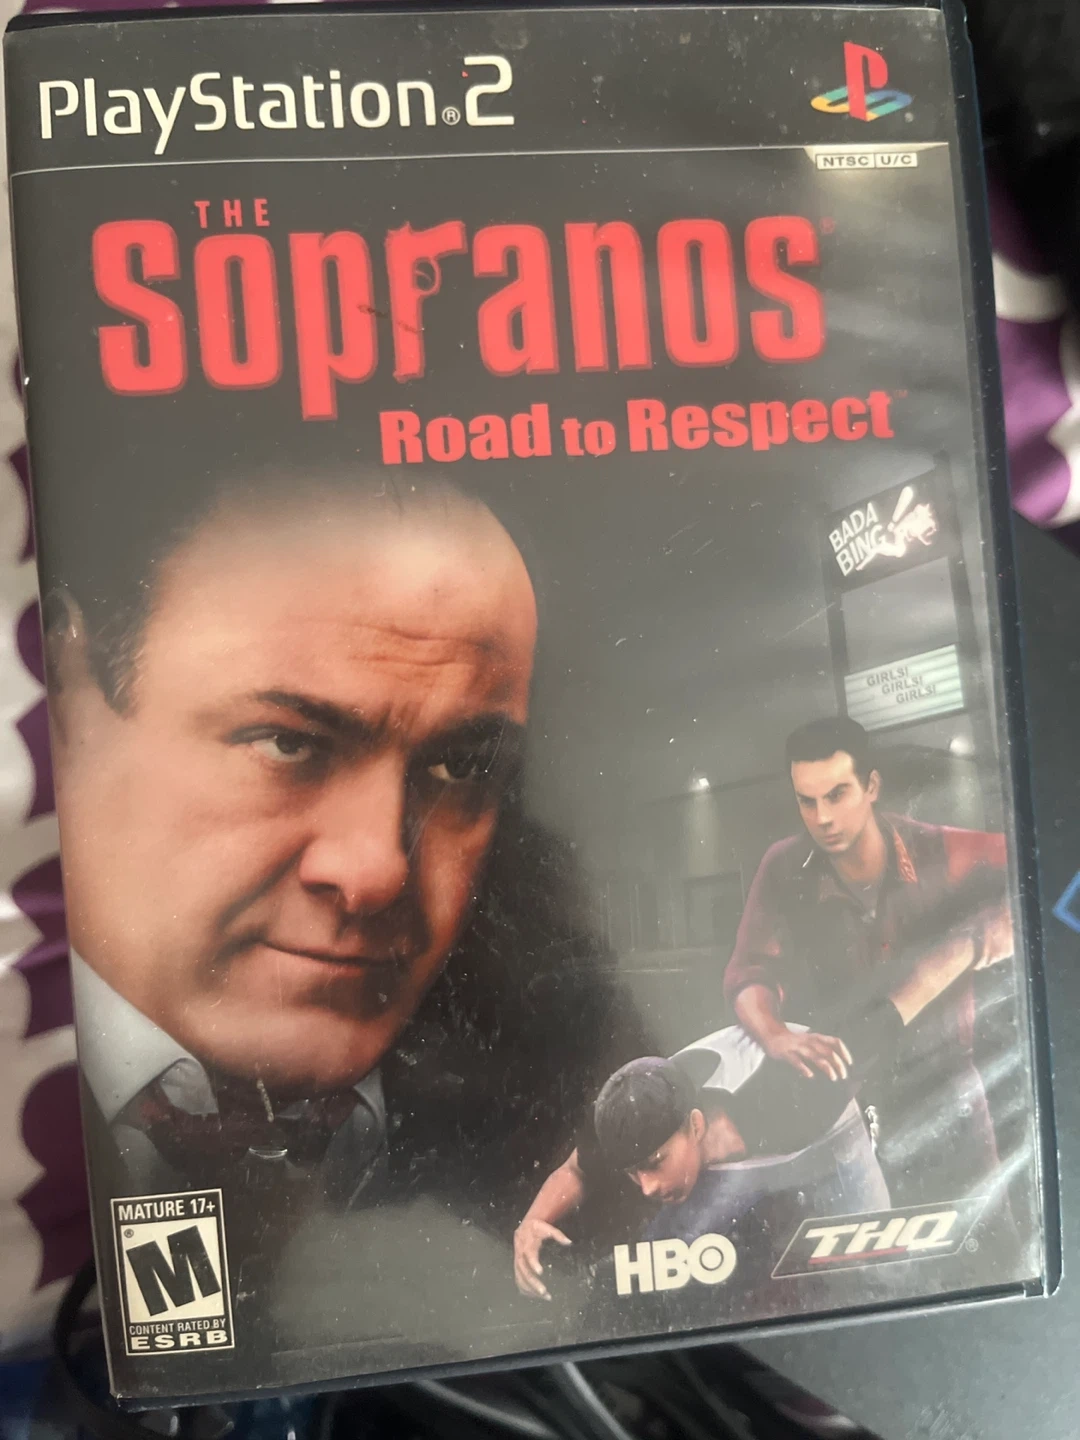 PlayStation®2
NTSC U/C
THE
Sopranos®
Road to Respect™
BADA
BING
GIRLS!
GIRLS!
GIRLS!
MATURE 17+
M®
CONTENT RATED BY
ESRB
HBO
THQ®